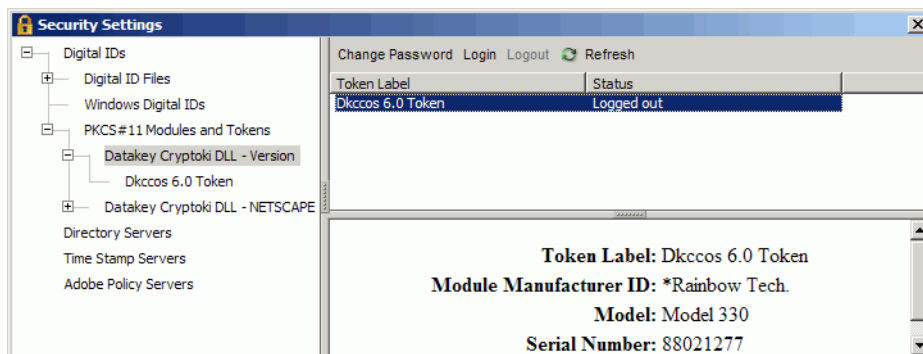 Security Settings
Digital IDs
Digital ID Files
Windows Digital IDs
PKCS#11 Modules and Tokens
Datakey Cryptoki DLL - Version
Dkccos 6.0 Token
Datakey Cryptoki DLL - NETSCAPE
Directory Servers
Time Stamp Servers
Adobe Policy Servers
Change Password Login Logout Refresh
Token Label Status
Dkccos 6.0 Token Logged out
Token Label: Dkccos 6.0 Token
Module Manufacturer ID: *Rainbow Tech.
Model: Model 330
Serial Number: 88021277